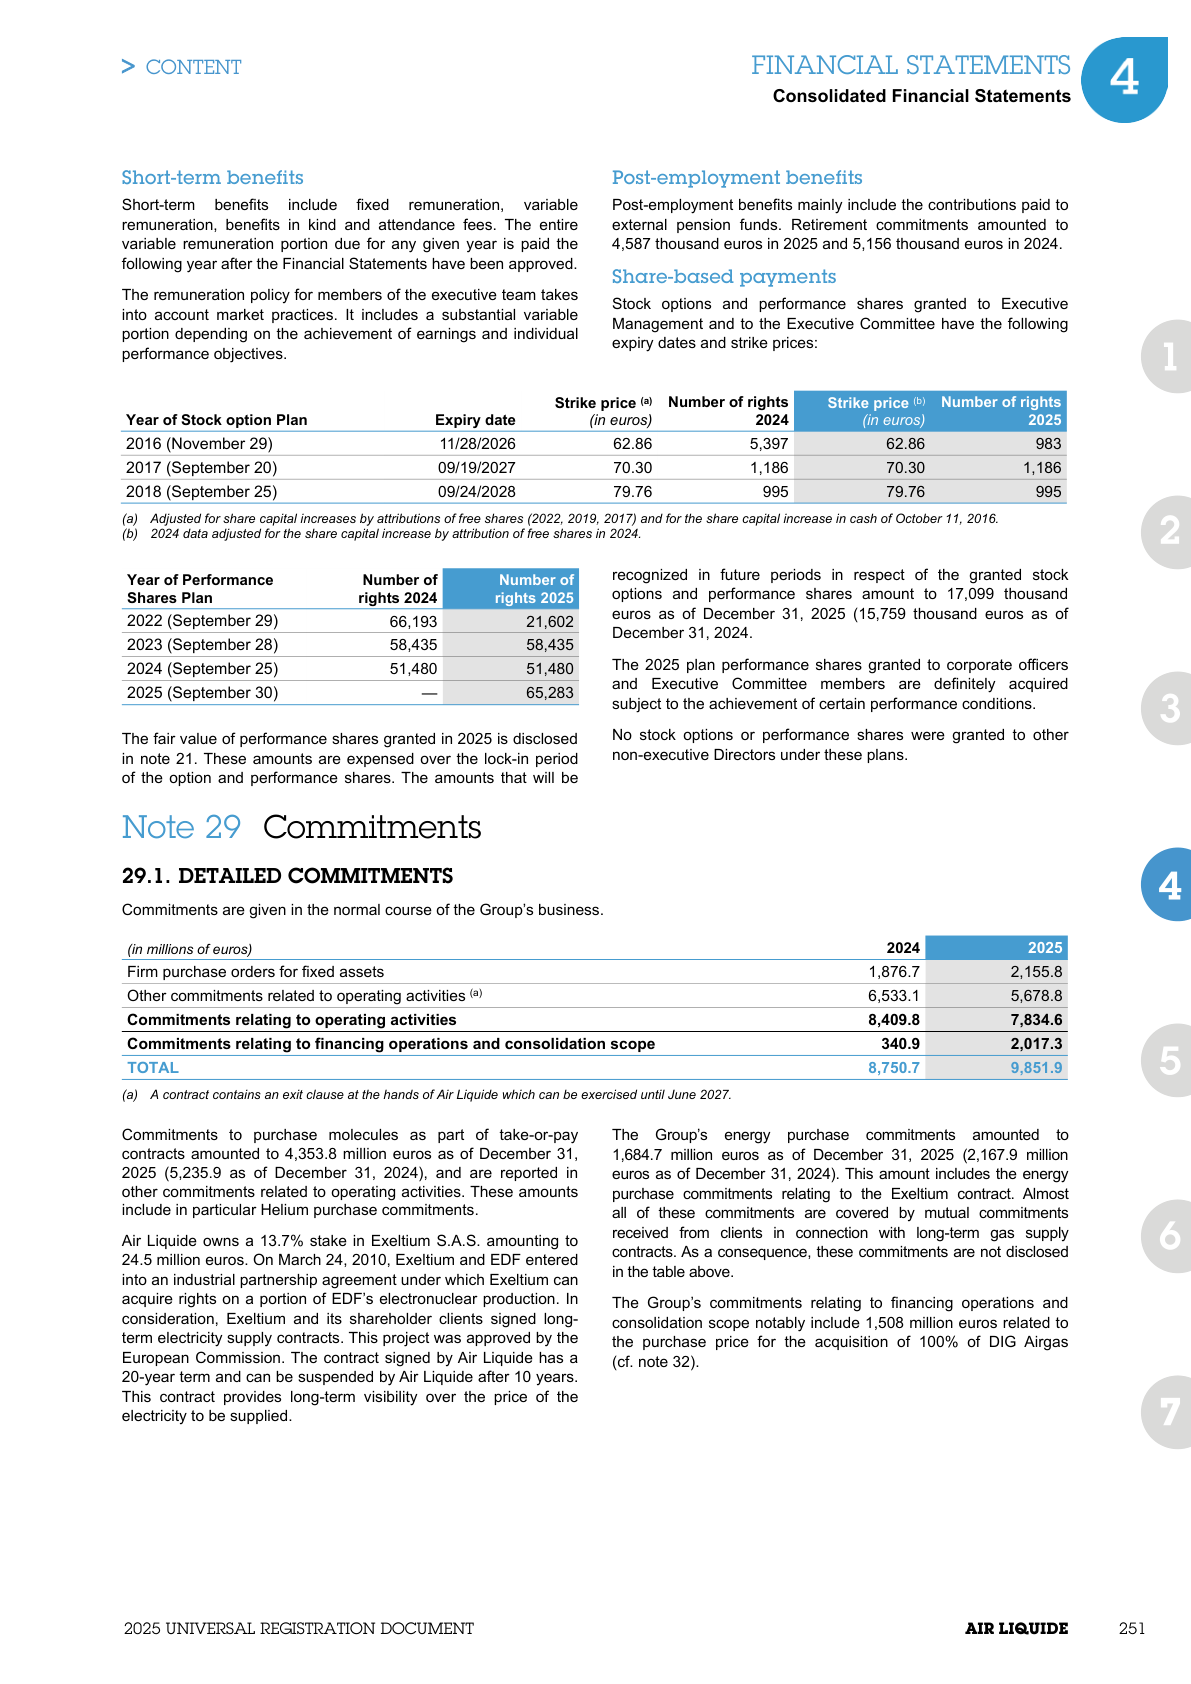 > CONTENT
FINANCIAL STATEMENTS
Consolidated Financial Statements
4
Short-term benefits
Short-term benefits include fixed remuneration, variable
remuneration, benefits in kind and attendance fees. The entire
variable remuneration portion due for any given year is paid the
following year after the Financial Statements have been approved.
The remuneration policy for members of the executive team takes
into account market practices. It includes a substantial variable
portion depending on the achievement of earnings and individual
performance objectives.
Post-employment benefits
Post-employment benefits mainly include the contributions paid to
external pension funds. Retirement commitments amounted to
4,587 thousand euros in 2025 and 5,156 thousand euros in 2024.
Share-based payments
Stock options and performance shares granted to Executive
Management and to the Executive Committee have the following
expiry dates and strike prices:
Year of Stock option Plan Expiry date Strike price (a) (in euros) Number of rights 2024 Strike price (b) (in euros) Number of rights 2025
2016 (November 29) 11/28/2026 62.86 5,397 62.86 983
2017 (September 20) 09/19/2027 70.30 1,186 70.30 1,186
2018 (September 25) 09/24/2028 79.76 995 79.76 995
(a) Adjusted for share capital increases by attributions of free shares (2022, 2019, 2017) and for the share capital increase in cash of October 11, 2016.
(b) 2024 data adjusted for the share capital increase by attribution of free shares in 2024.
Year of Performance Shares Plan Number of rights 2024 Number of rights 2025
2022 (September 29) 66,193 21,602
2023 (September 28) 58,435 58,435
2024 (September 25) 51,480 51,480
2025 (September 30) — 65,283
The fair value of performance shares granted in 2025 is disclosed
in note 21. These amounts are expensed over the lock-in period
of the option and performance shares. The amounts that will be
recognized in future periods in respect of the granted stock
options and performance shares amount to 17,099 thousand
euros as of December 31, 2025 (15,759 thousand euros as of
December 31, 2024.
The 2025 plan performance shares granted to corporate officers
and Executive Committee members are definitely acquired
subject to the achievement of certain performance conditions.
No stock options or performance shares were granted to other
non-executive Directors under these plans.
Note 29 Commitments
29.1. DETAILED COMMITMENTS
Commitments are given in the normal course of the Group's business.
(in millions of euros) 2024 2025
Firm purchase orders for fixed assets 1,876.7 2,155.8
Other commitments related to operating activities (a) 6,533.1 5,678.8
Commitments relating to operating activities 8,409.8 7,834.6
Commitments relating to financing operations and consolidation scope 340.9 2,017.3
TOTAL 8,750.7 9,851.9
(a) A contract contains an exit clause at the hands of Air Liquide which can be exercised until June 2027.
Commitments to purchase molecules as part of take-or-pay
contracts amounted to 4,353.8 million euros as of December 31,
2025 (5,235.9 as of December 31, 2024), and are reported in
other commitments related to operating activities. These amounts
include in particular Helium purchase commitments.
Air Liquide owns a 13.7% stake in Exeltium S.A.S. amounting to
24.5 million euros. On March 24, 2010, Exeltium and EDF entered
into an industrial partnership agreement under which Exeltium can
acquire rights on a portion of EDF's electronuclear production. In
consideration, Exeltium and its shareholder clients signed long-
term electricity supply contracts. This project was approved by the
European Commission. The contract signed by Air Liquide has a
20-year term and can be suspended by Air Liquide after 10 years.
This contract provides long-term visibility over the price of the
electricity to be supplied.
The Group's energy purchase commitments amounted to
1,684.7 million euros as of December 31, 2025 (2,167.9 million
euros as of December 31, 2024). This amount includes the energy
purchase commitments relating to the Exeltium contract. Almost
all of these commitments are covered by mutual commitments
received from clients in connection with long-term gas supply
contracts. As a consequence, these commitments are not disclosed
in the table above.
The Group's commitments relating to financing operations and
consolidation scope notably include 1,508 million euros related to
the purchase price for the acquisition of 100% of DIG Airgas
(cf. note 32).
1
2
3
4
5
6
7
2025 UNIVERSAL REGISTRATION DOCUMENT
AIR LIQUIDE 251